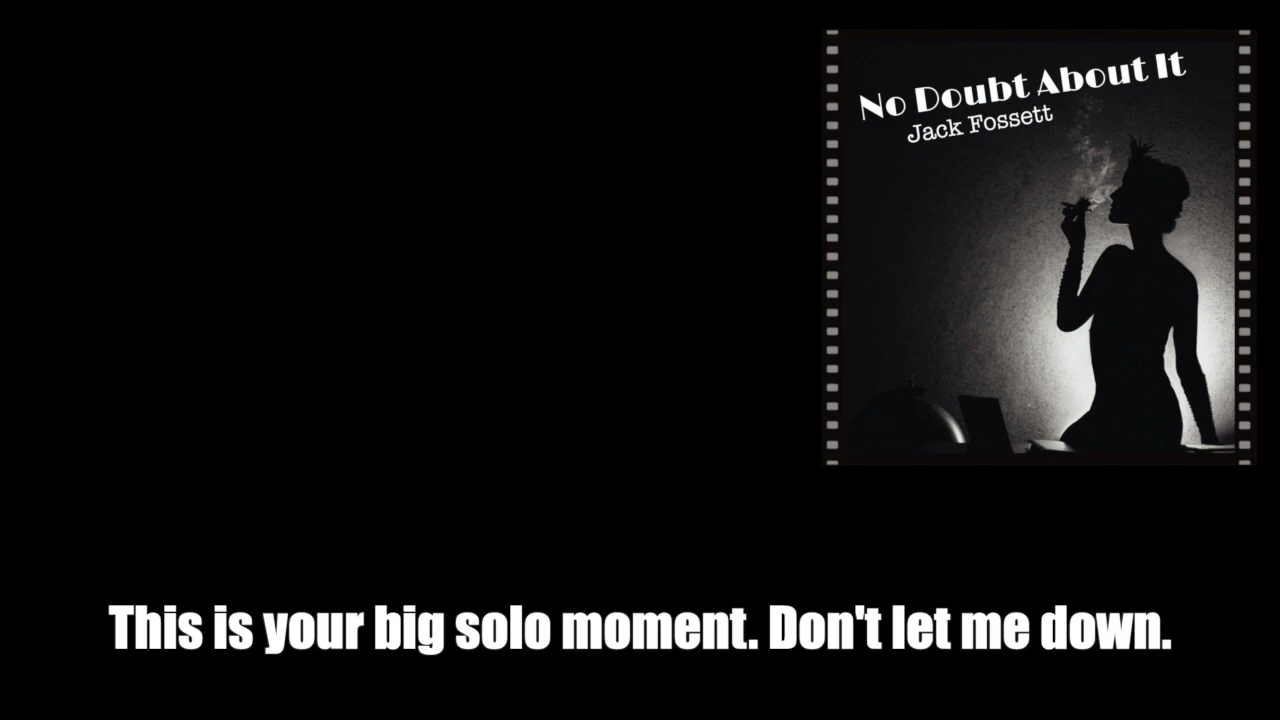 No Doubt About It
Jack Fossett
This is your big solo moment. Don't let me down.